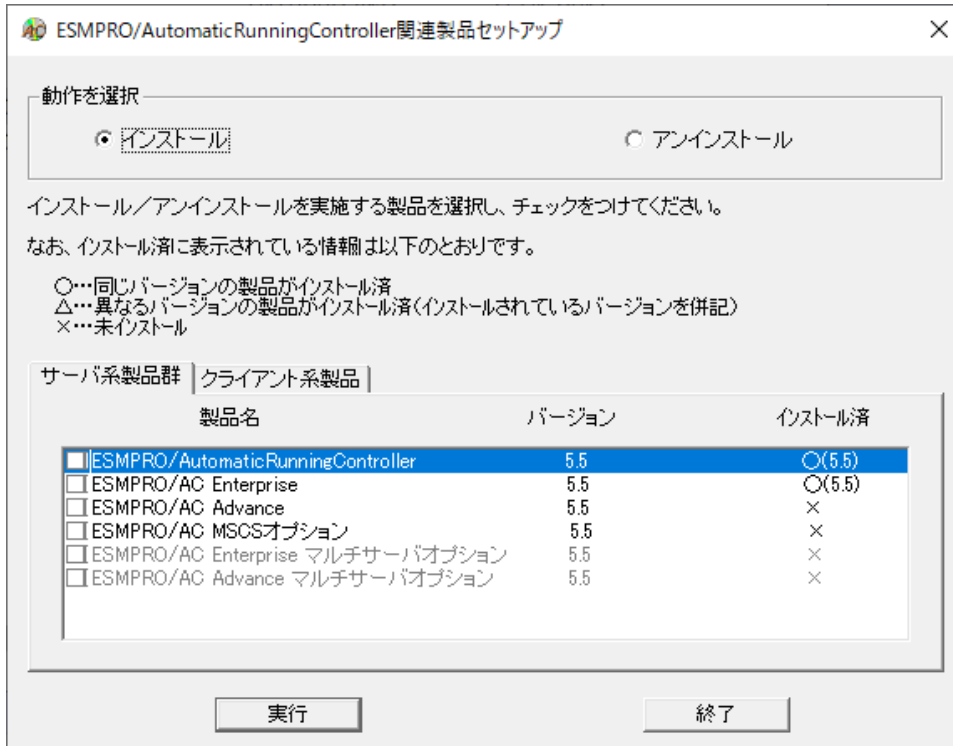 ESMPRO/AutomaticRunningController関連製品セットアップ
動作を選択
インストール
アンインストール
インストール/アンインストールを実施する製品を選択し、チェックをつけてください。
なお、インストール済に表示されている情報は以下のとおりです。
○…同じバージョンの製品がインストール済
△…異なるバージョンの製品がインストール済(インストールされているバージョンを併記)
×…未インストール
サーバ系製品群 クライアント系製品
製品名 バージョン インストール済
ESMPRO/AutomaticRunningController 5.5 ○(5.5)
ESMPRO/AC Enterprise 5.5 ○(5.5)
ESMPRO/AC Advance 5.5 ×
ESMPRO/AC MSCSオプション 5.5 ×
ESMPRO/AC Enterprise マルチサーバオプション 5.5 ×
ESMPRO/AC Advance マルチサーバオプション 5.5 ×
実行 終了